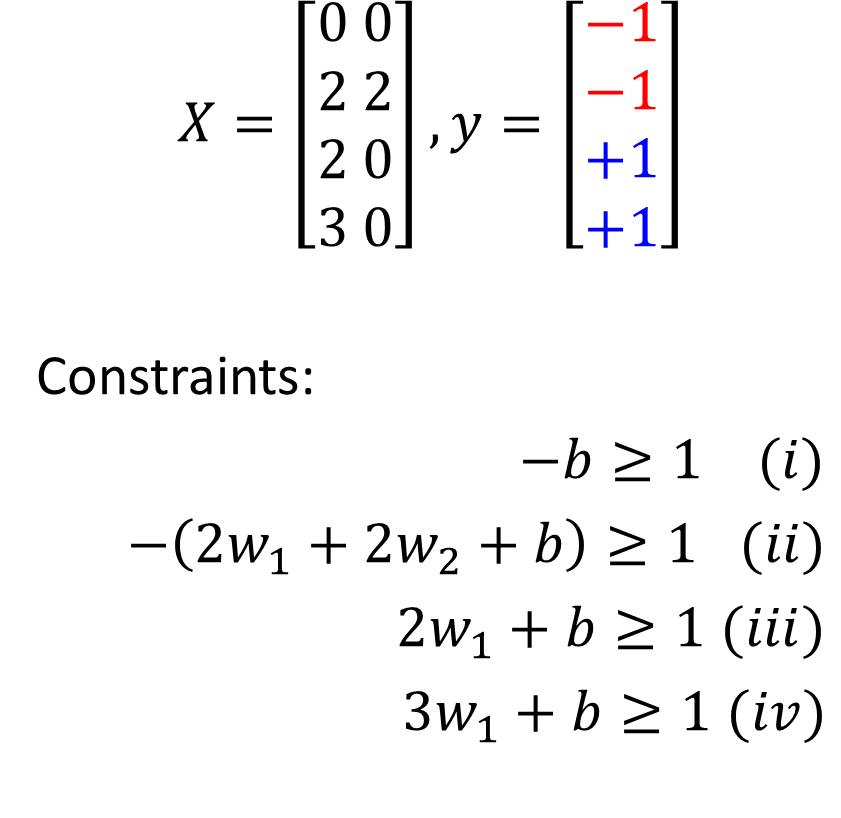 X = [0 0
2 2
2 0
3 0] , y = [−1
−1
+1
+1]
Constraints:
−b ≥ 1 (i)
−(2w₁ + 2w₂ + b) ≥ 1 (ii)
2w₁ + b ≥ 1 (iii)
3w₁ + b ≥ 1 (iv)